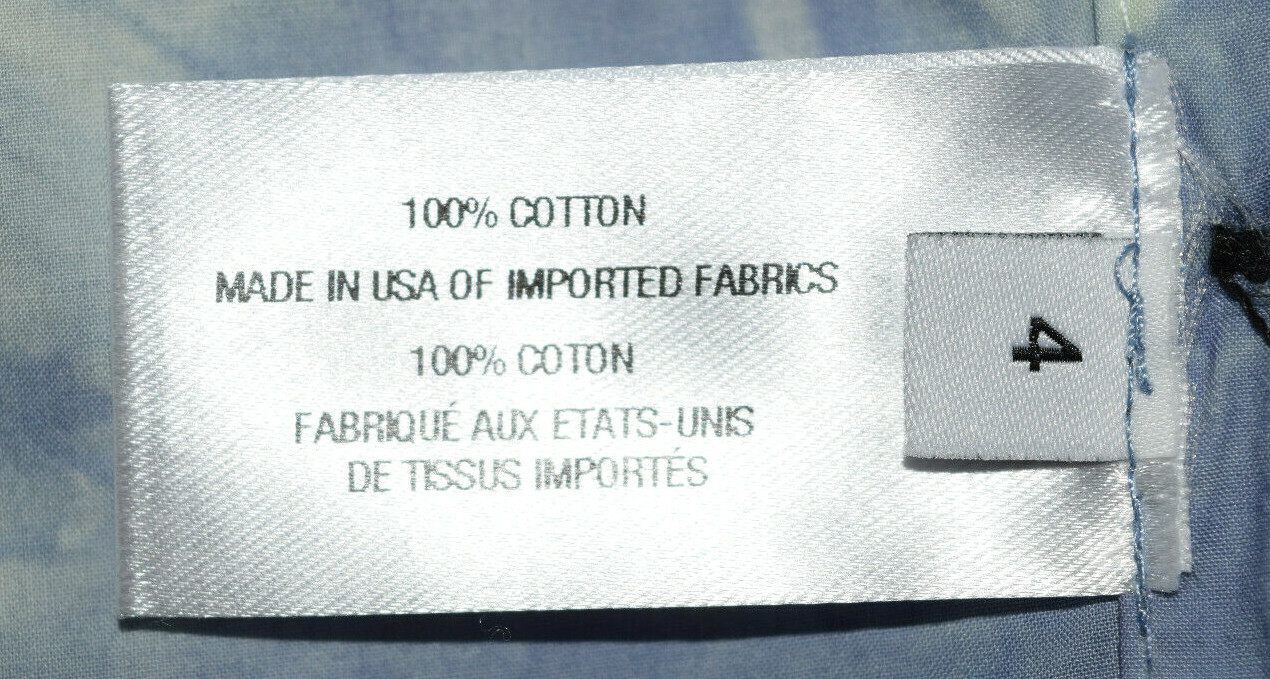 100% COTTON
MADE IN USA OF IMPORTED FABRICS
100% COTON
FABRIQUÉ AUX ETATS-UNIS
DE TISSUS IMPORTÉS
4